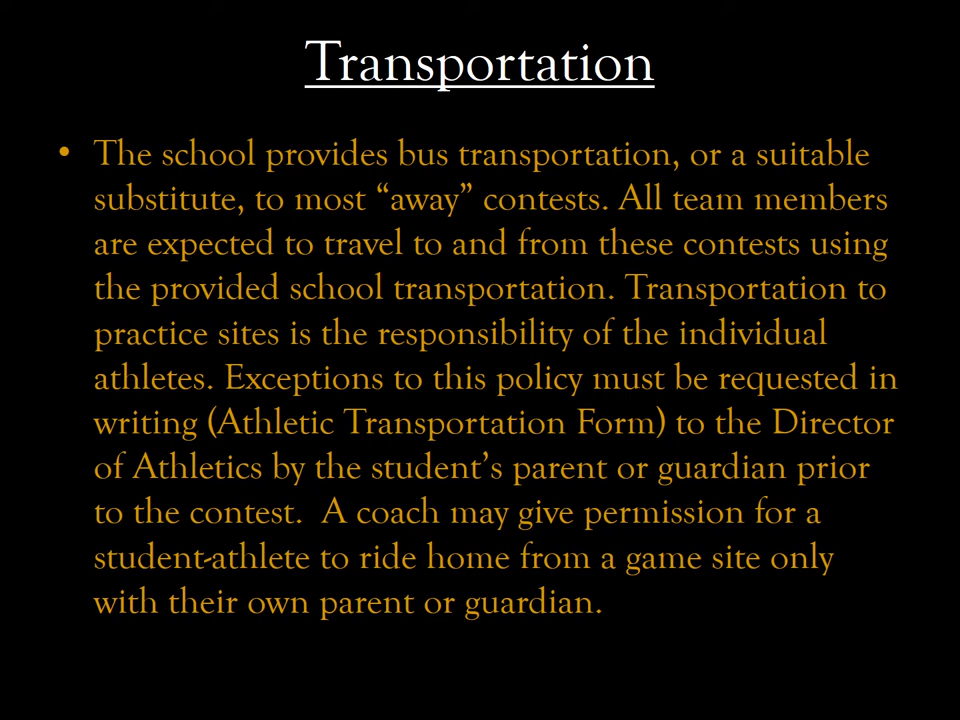 Transportation
• The school provides bus transportation, or a suitable
substitute, to most “away” contests. All team members
are expected to travel to and from these contests using
the provided school transportation. Transportation to
practice sites is the responsibility of the individual
athletes. Exceptions to this policy must be requested in
writing (Athletic Transportation Form) to the Director
of Athletics by the student’s parent or guardian prior
to the contest.  A coach may give permission for a
student-athlete to ride home from a game site only
with their own parent or guardian.